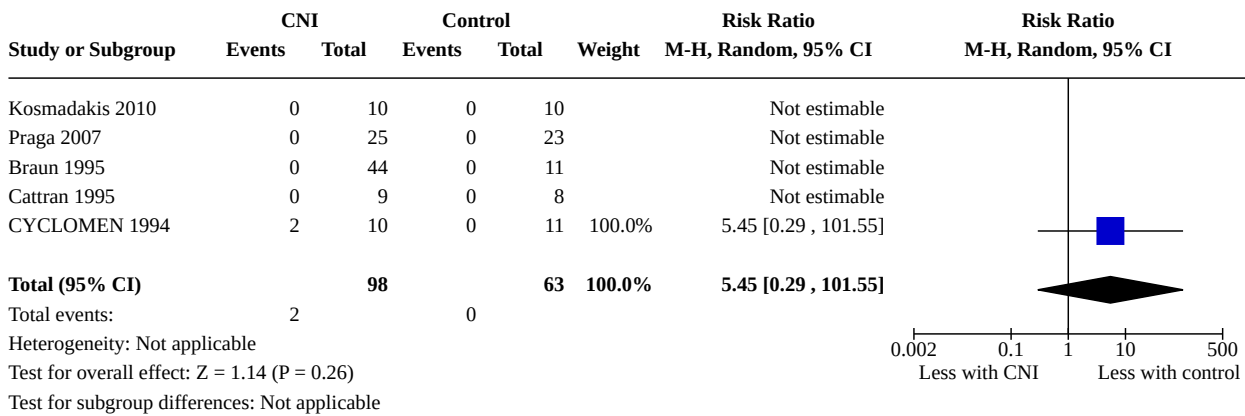 CNI Control Risk Ratio Risk Ratio
Study or Subgroup Events Total Events Total Weight M-H, Random, 95% CI M-H, Random, 95% CI
Kosmadakis 2010 0 10 0 10 Not estimable
Praga 2007 0 25 0 23 Not estimable
Braun 1995 0 44 0 11 Not estimable
Cattran 1995 0 9 0 8 Not estimable
CYCLOMEN 1994 2 10 0 11 100.0% 5.45 [0.29 , 101.55]
Total (95% CI) 98 63 100.0% 5.45 [0.29 , 101.55]
Total events: 2 0
Heterogeneity: Not applicable
Test for overall effect: Z = 1.14 (P = 0.26)
Test for subgroup differences: Not applicable
0.002 0.1 1 10 500
Less with CNI Less with control